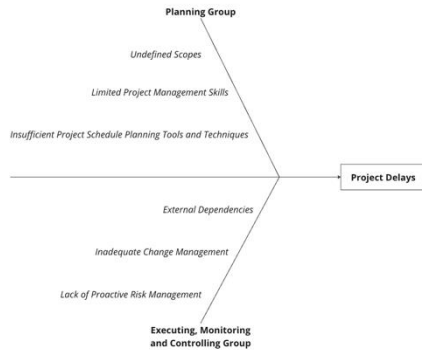 Planning Group
Undefined Scopes
Limited Project Management Skills
Insufficient Project Schedule Planning Tools and Techniques
Project Delays
External Dependencies
Inadequate Change Management
Lack of Proactive Risk Management
Executing, Monitoring
and Controlling Group